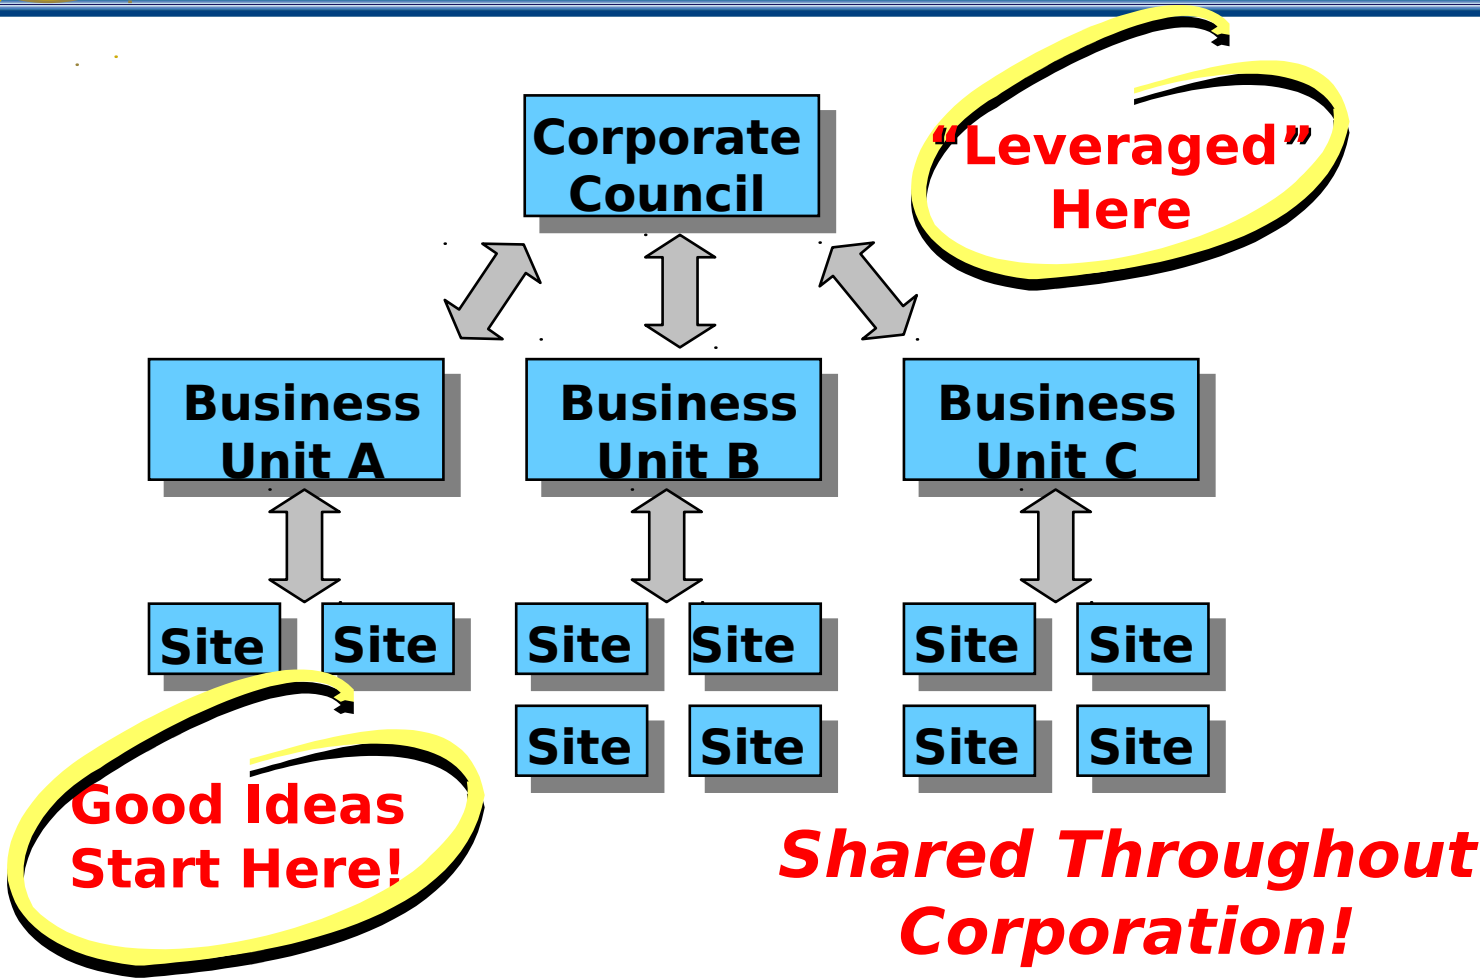 Corporate
Council
“Leveraged”
Here
Business
Unit A
Business
Unit B
Business
Unit C
Site
Site
Site
Site
Site
Site
Site
Site
Site
Site
Good Ideas
Start Here!
Shared Throughout
Corporation!